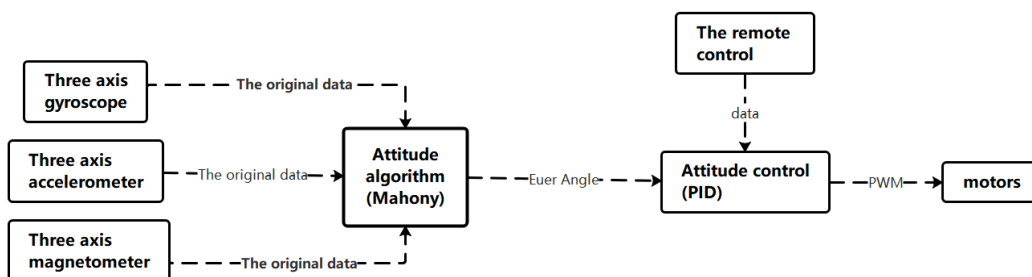 The remote
control
Three axis
gyroscope
The original data
data
Three axis
accelerometer
The original data
Attitude
algorithm
(Mahony)
Euer Angle
Attitude control
(PID)
PWM
motors
Three axis
magnetometer
The original data